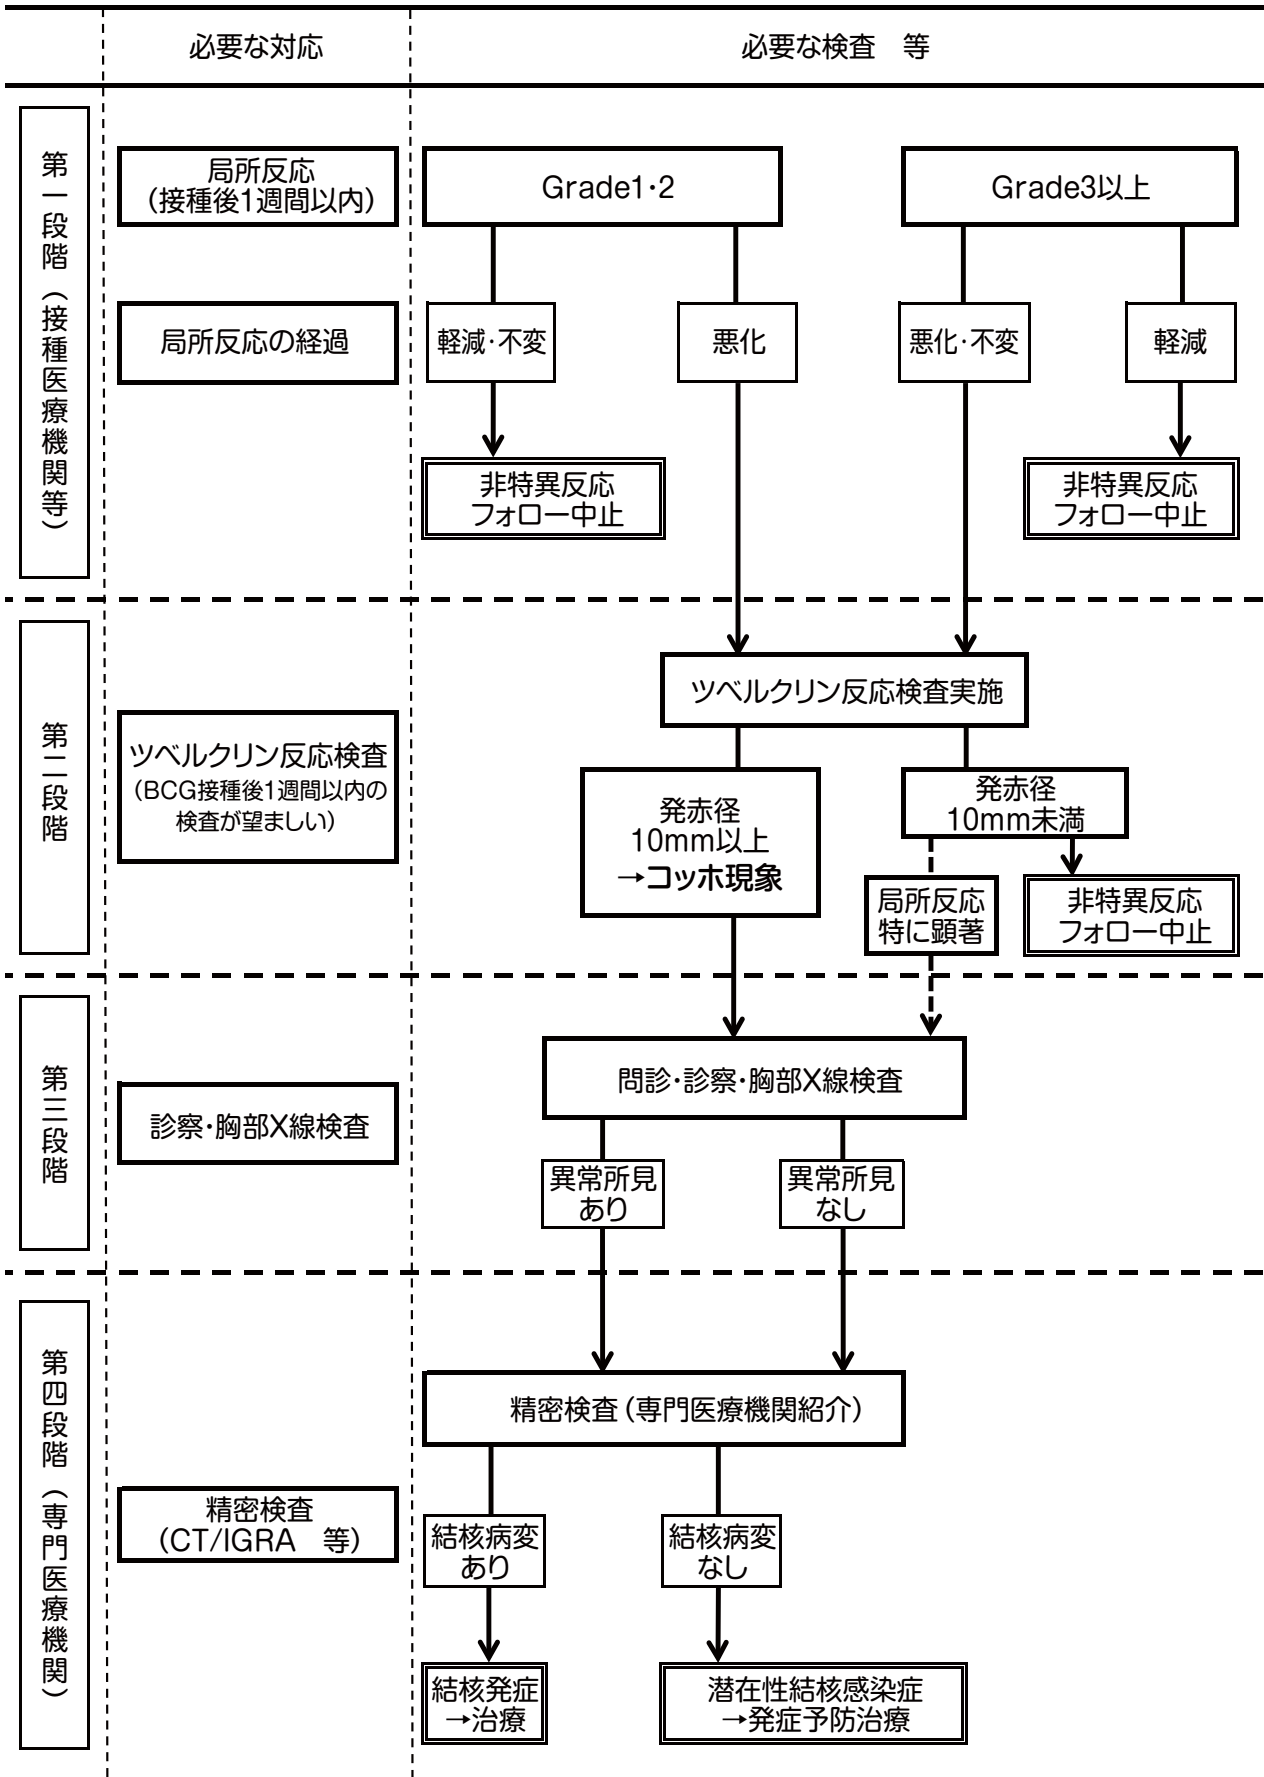 必要な対応
必要な検査　等
第一段階（接種医療機関等）
局所反応
（接種後1週間以内）
Grade1・2
Grade3以上
局所反応の経過
軽減・不変
悪化
悪化・不変
軽減
非特異反応
フォロー中止
非特異反応
フォロー中止
第二段階
ツベルクリン反応検査実施
ツベルクリン反応検査
（BCG接種後1週間以内の
検査が望ましい）
発赤径
10mm以上
→コッホ現象
発赤径
10mm未満
局所反応
特に顕著
非特異反応
フォロー中止
第三段階
問診・診察・胸部X線検査
診察・胸部X線検査
異常所見
あり
異常所見
なし
第四段階（専門医療機関）
精密検査（専門医療機関紹介）
精密検査
（CT/IGRA　等）
結核病変
あり
結核病変
なし
結核発症
→治療
潜在性結核感染症
→発症予防治療